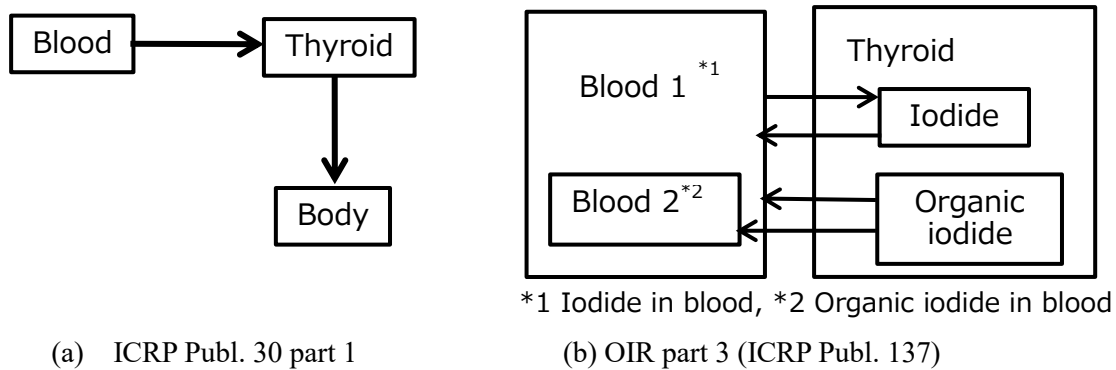 Blood
Thyroid
Body
Blood 1 *1
Blood 2*2
Thyroid
Iodide
Organic
iodide
*1 Iodide in blood, *2 Organic iodide in blood
(a) ICRP Publ. 30 part 1
(b) OIR part 3 (ICRP Publ. 137)